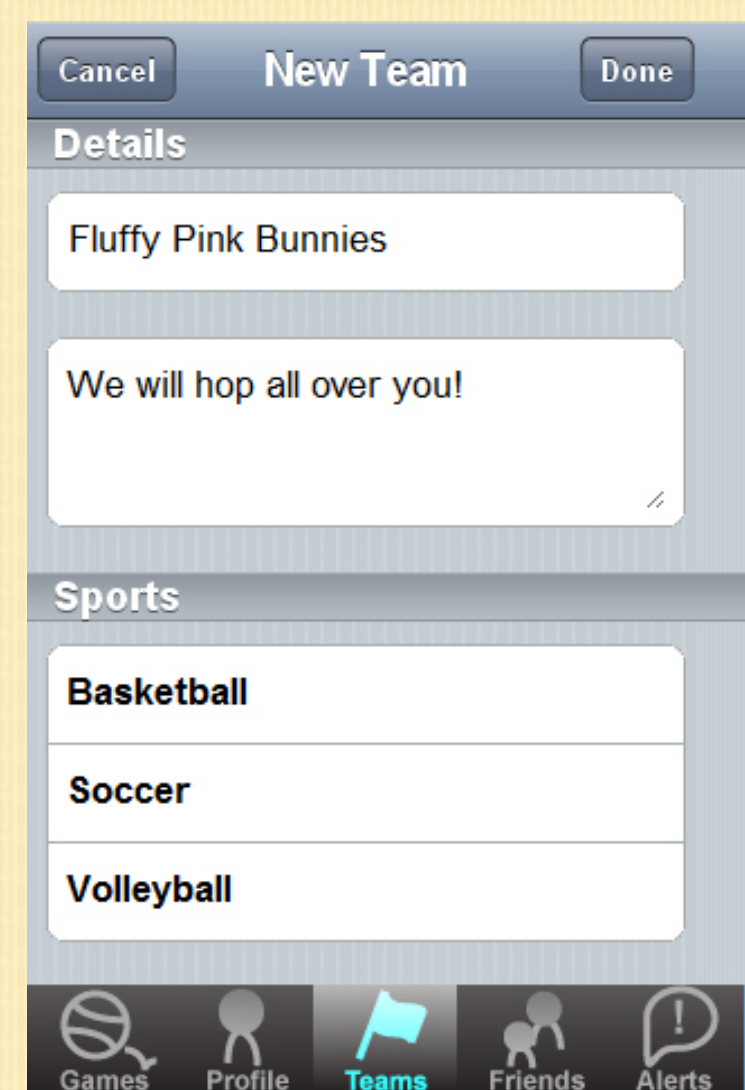 Cancel New Team Done
Details
Fluffy Pink Bunnies
We will hop all over you!
Sports
Basketball
Soccer
Volleyball
Games Profile Teams Friends Alerts